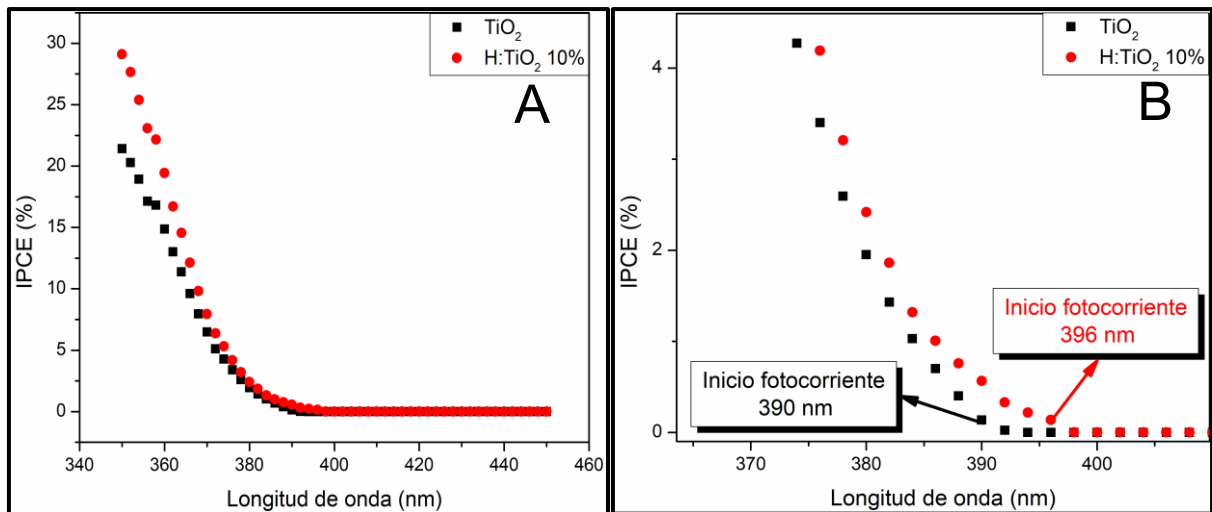 TiO₂
H:TiO₂ 10%
A
30
25
20
15
10
5
0
IPCE (%)
340
360
380
400
420
440
460
Longitud de onda (nm)
TiO₂
H:TiO₂ 10%
B
4
2
0
IPCE (%)
Inicio fotocorriente
396 nm
Inicio fotocorriente
390 nm
370
380
390
400
Longitud de onda (nm)